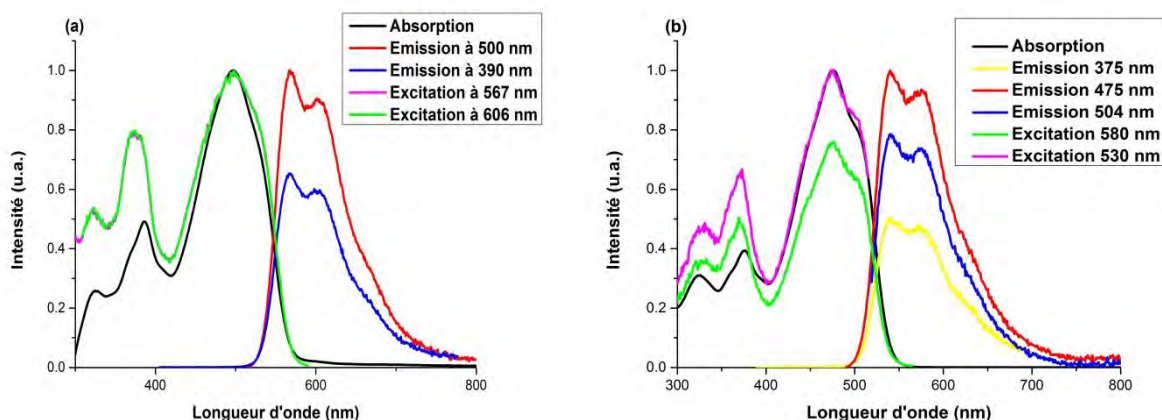 (a)
Absorption
Emission à 500 nm
Emission à 390 nm
Excitation à 567 nm
Excitation à 606 nm
Intensité (u.a.)
1.0
0.8
0.6
0.4
0.2
0.0
400
600
800
Longueur d'onde (nm)
(b)
Absorption
Emission 375 nm
Emission 475 nm
Emission 504 nm
Excitation 580 nm
Excitation 530 nm
Intensité (u.a.)
1.0
0.8
0.6
0.4
0.2
0.0
300
400
500
600
700
800
Longueur d'onde (nm)